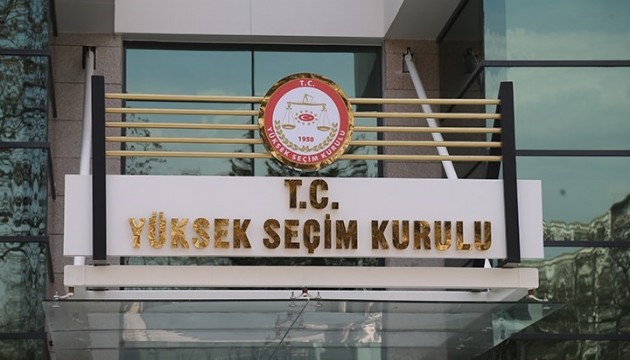 T.C.
1950
YÜKSEK SEÇİM KURULU
T.C.
YÜKSEK SEÇİM KURULU